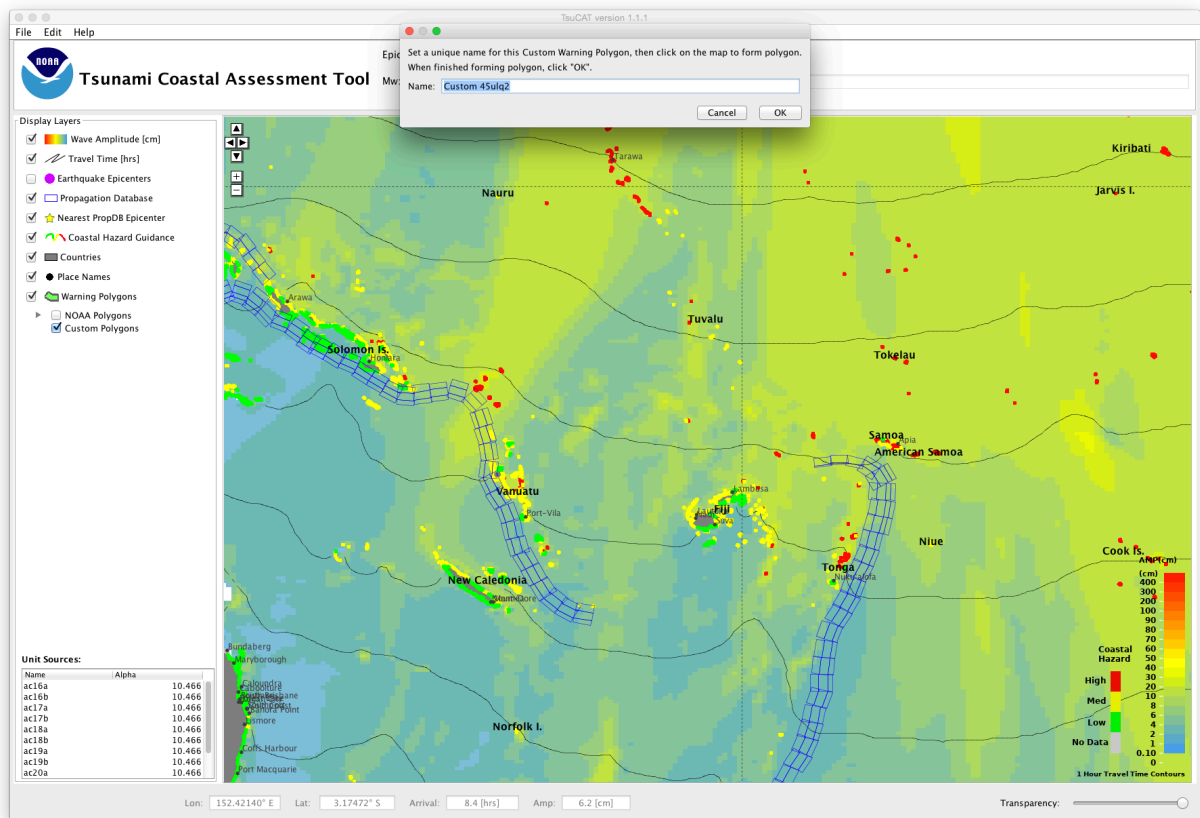 TsuCAT version 1.1.1
File Edit Help
NOAA
Tsunami Coastal Assessment Tool
Epic
Mw:
Set a unique name for this Custom Warning Polygon, then click on the map to form polygon.
When finished forming polygon, click "OK".
Name: Custom 4Sulq2
Cancel OK
Display Layers
Wave Amplitude [cm]
Travel Time [hrs]
Earthquake Epicenters
Propagation Database
Nearest PropDB Epicenter
Coastal Hazard Guidance
Countries
Place Names
Warning Polygons
NOAA Polygons
Custom Polygons
Unit Sources:
Name Alpha
ac16a 10.466
ac16b 10.466
ac17a 10.466
ac17b 10.466
ac18a 10.466
ac18b 10.466
ac19a 10.466
ac19b 10.466
ac20a 10.466
Tarawa
Kiribati
Nauru
Jarvis I.
Arawa
Tuvalu
Solomon Is.
Honiara
Tokelau
Samoa
Apia
American Samoa
Vanuatu
Lambasa
Port-Vila
Fiji
Suva
Niue
Cook Is.
Tonga
Nuku'alofa
New Caledonia
Norfolk I.
Bundaberg
Maryborough
Caloundra
Caboolture
Lismore
Coffs Harbour
Port Macquarie
AMP(cm)
(cm)
400
300
200
100
90
80
70
60
50
40
30
20
10
8
6
4
2
1
0.10
0
Coastal
Hazard
High
Med
Low
No Data
1 Hour Travel Time Contours
Lon: 152.42140° E Lat: 3.17472° S Arrival: 8.4 [hrs] Amp: 6.2 [cm] Transparency: